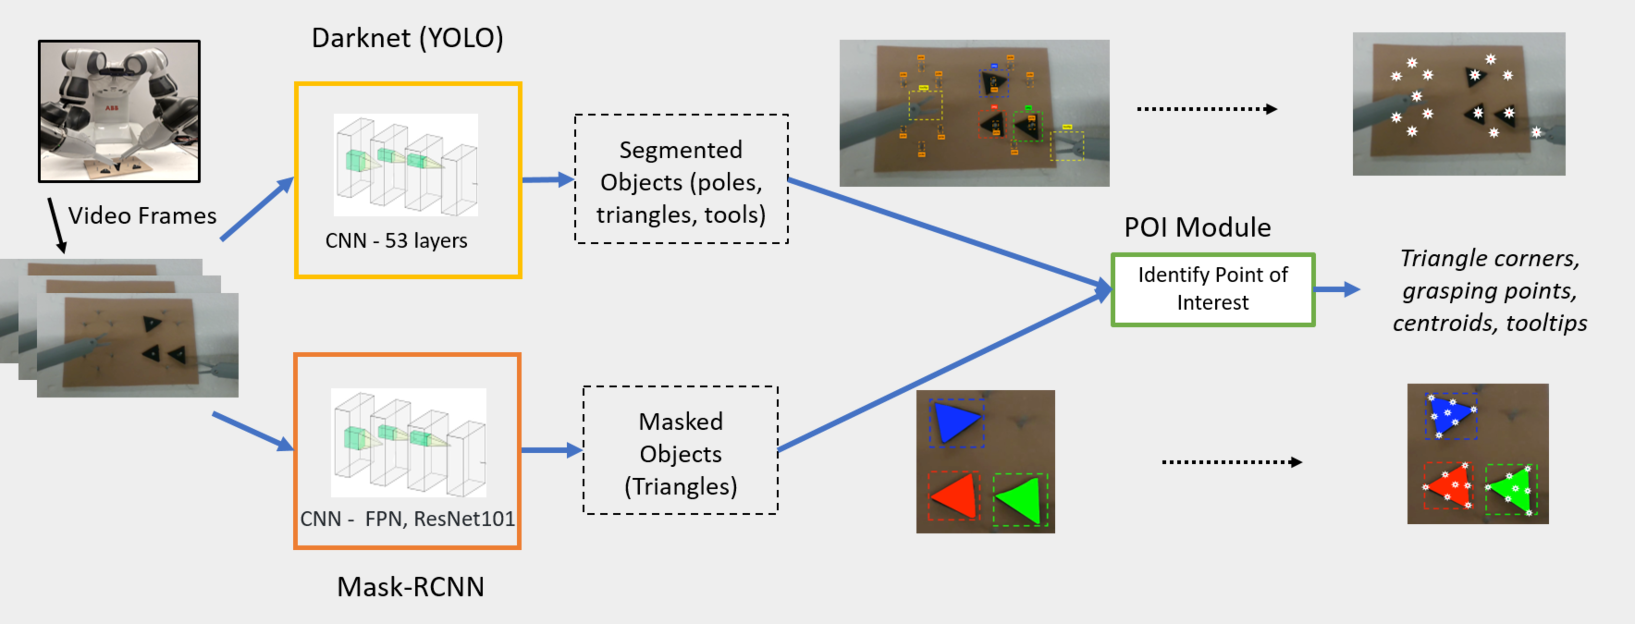 Darknet (YOLO)
ABB
Video Frames
CNN - 53 layers
Segmented
Objects (poles,
triangles, tools)
POI Module
Identify Point of
Interest
Triangle corners,
grasping points,
centroids, tooltips
Masked
Objects
(Triangles)
CNN - FPN, ResNet101
Mask-RCNN